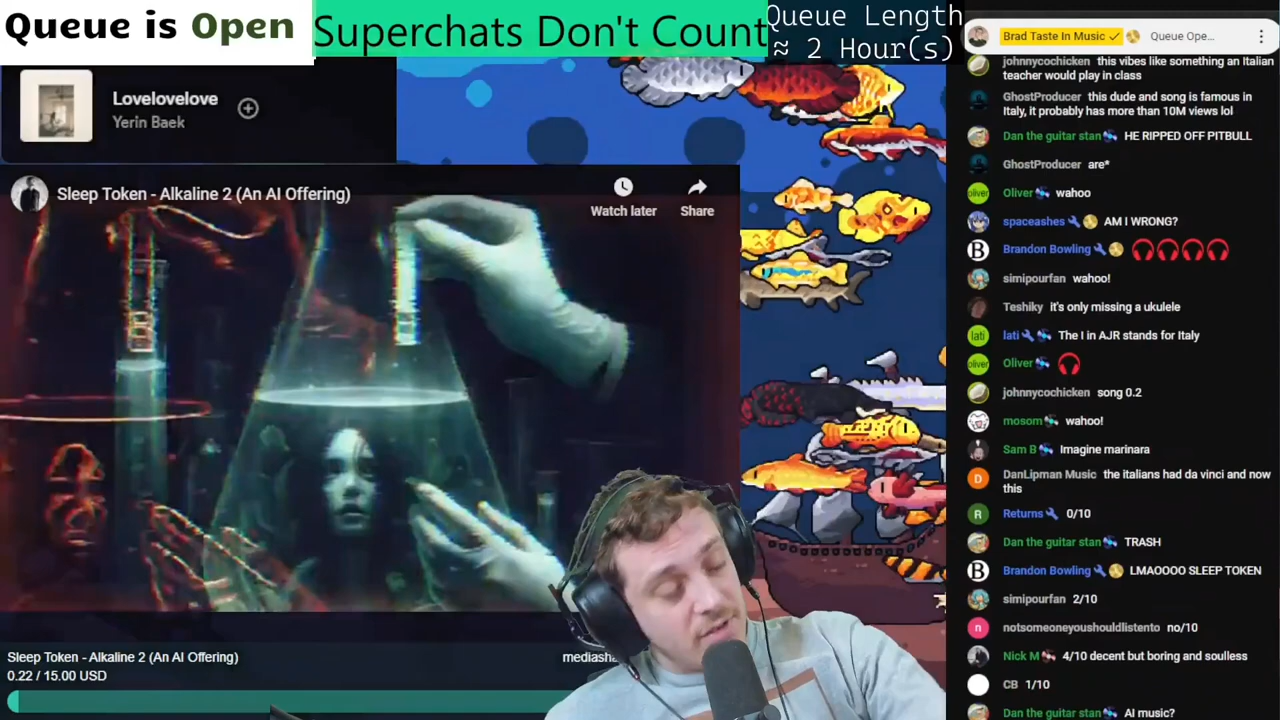 Queue is Open
Superchats Don't Count
Queue Length
≈ 2 Hour(s)
Lovelovelove
Yerin Baek
Sleep Token - Alkaline 2 (An AI Offering)
Watch later
Share
Sleep Token - Alkaline 2 (An AI Offering)
0.22 / 15.00 USD
Brad Taste In Music Queue Ope...
johnnycochicken this vibes like something an Italian
teacher would play in class
GhostProducer this dude and song is famous in
Italy, it probably has more than 10M views lol
Dan the guitar stan HE RIPPED OFF PITBULL
GhostProducer are*
oliver Oliver wahoo
spaceashes AM I WRONG?
B Brandon Bowling
simipourfan wahoo!
Teshiky it's only missing a ukulele
lati lati The I in AJR stands for Italy
oliver Oliver
johnnycochicken song 0.2
mosom wahoo!
Sam B Imagine marinara
D DanLipman Music the italians had da vinci and now
this
R Returns 0/10
Dan the guitar stan TRASH
B Brandon Bowling LMAOOOO SLEEP TOKEN
simipourfan 2/10
n notsomeoneyoushouldlistento no/10
Nick M 4/10 decent but boring and soulless
CB 1/10
Dan the guitar stan AI music?